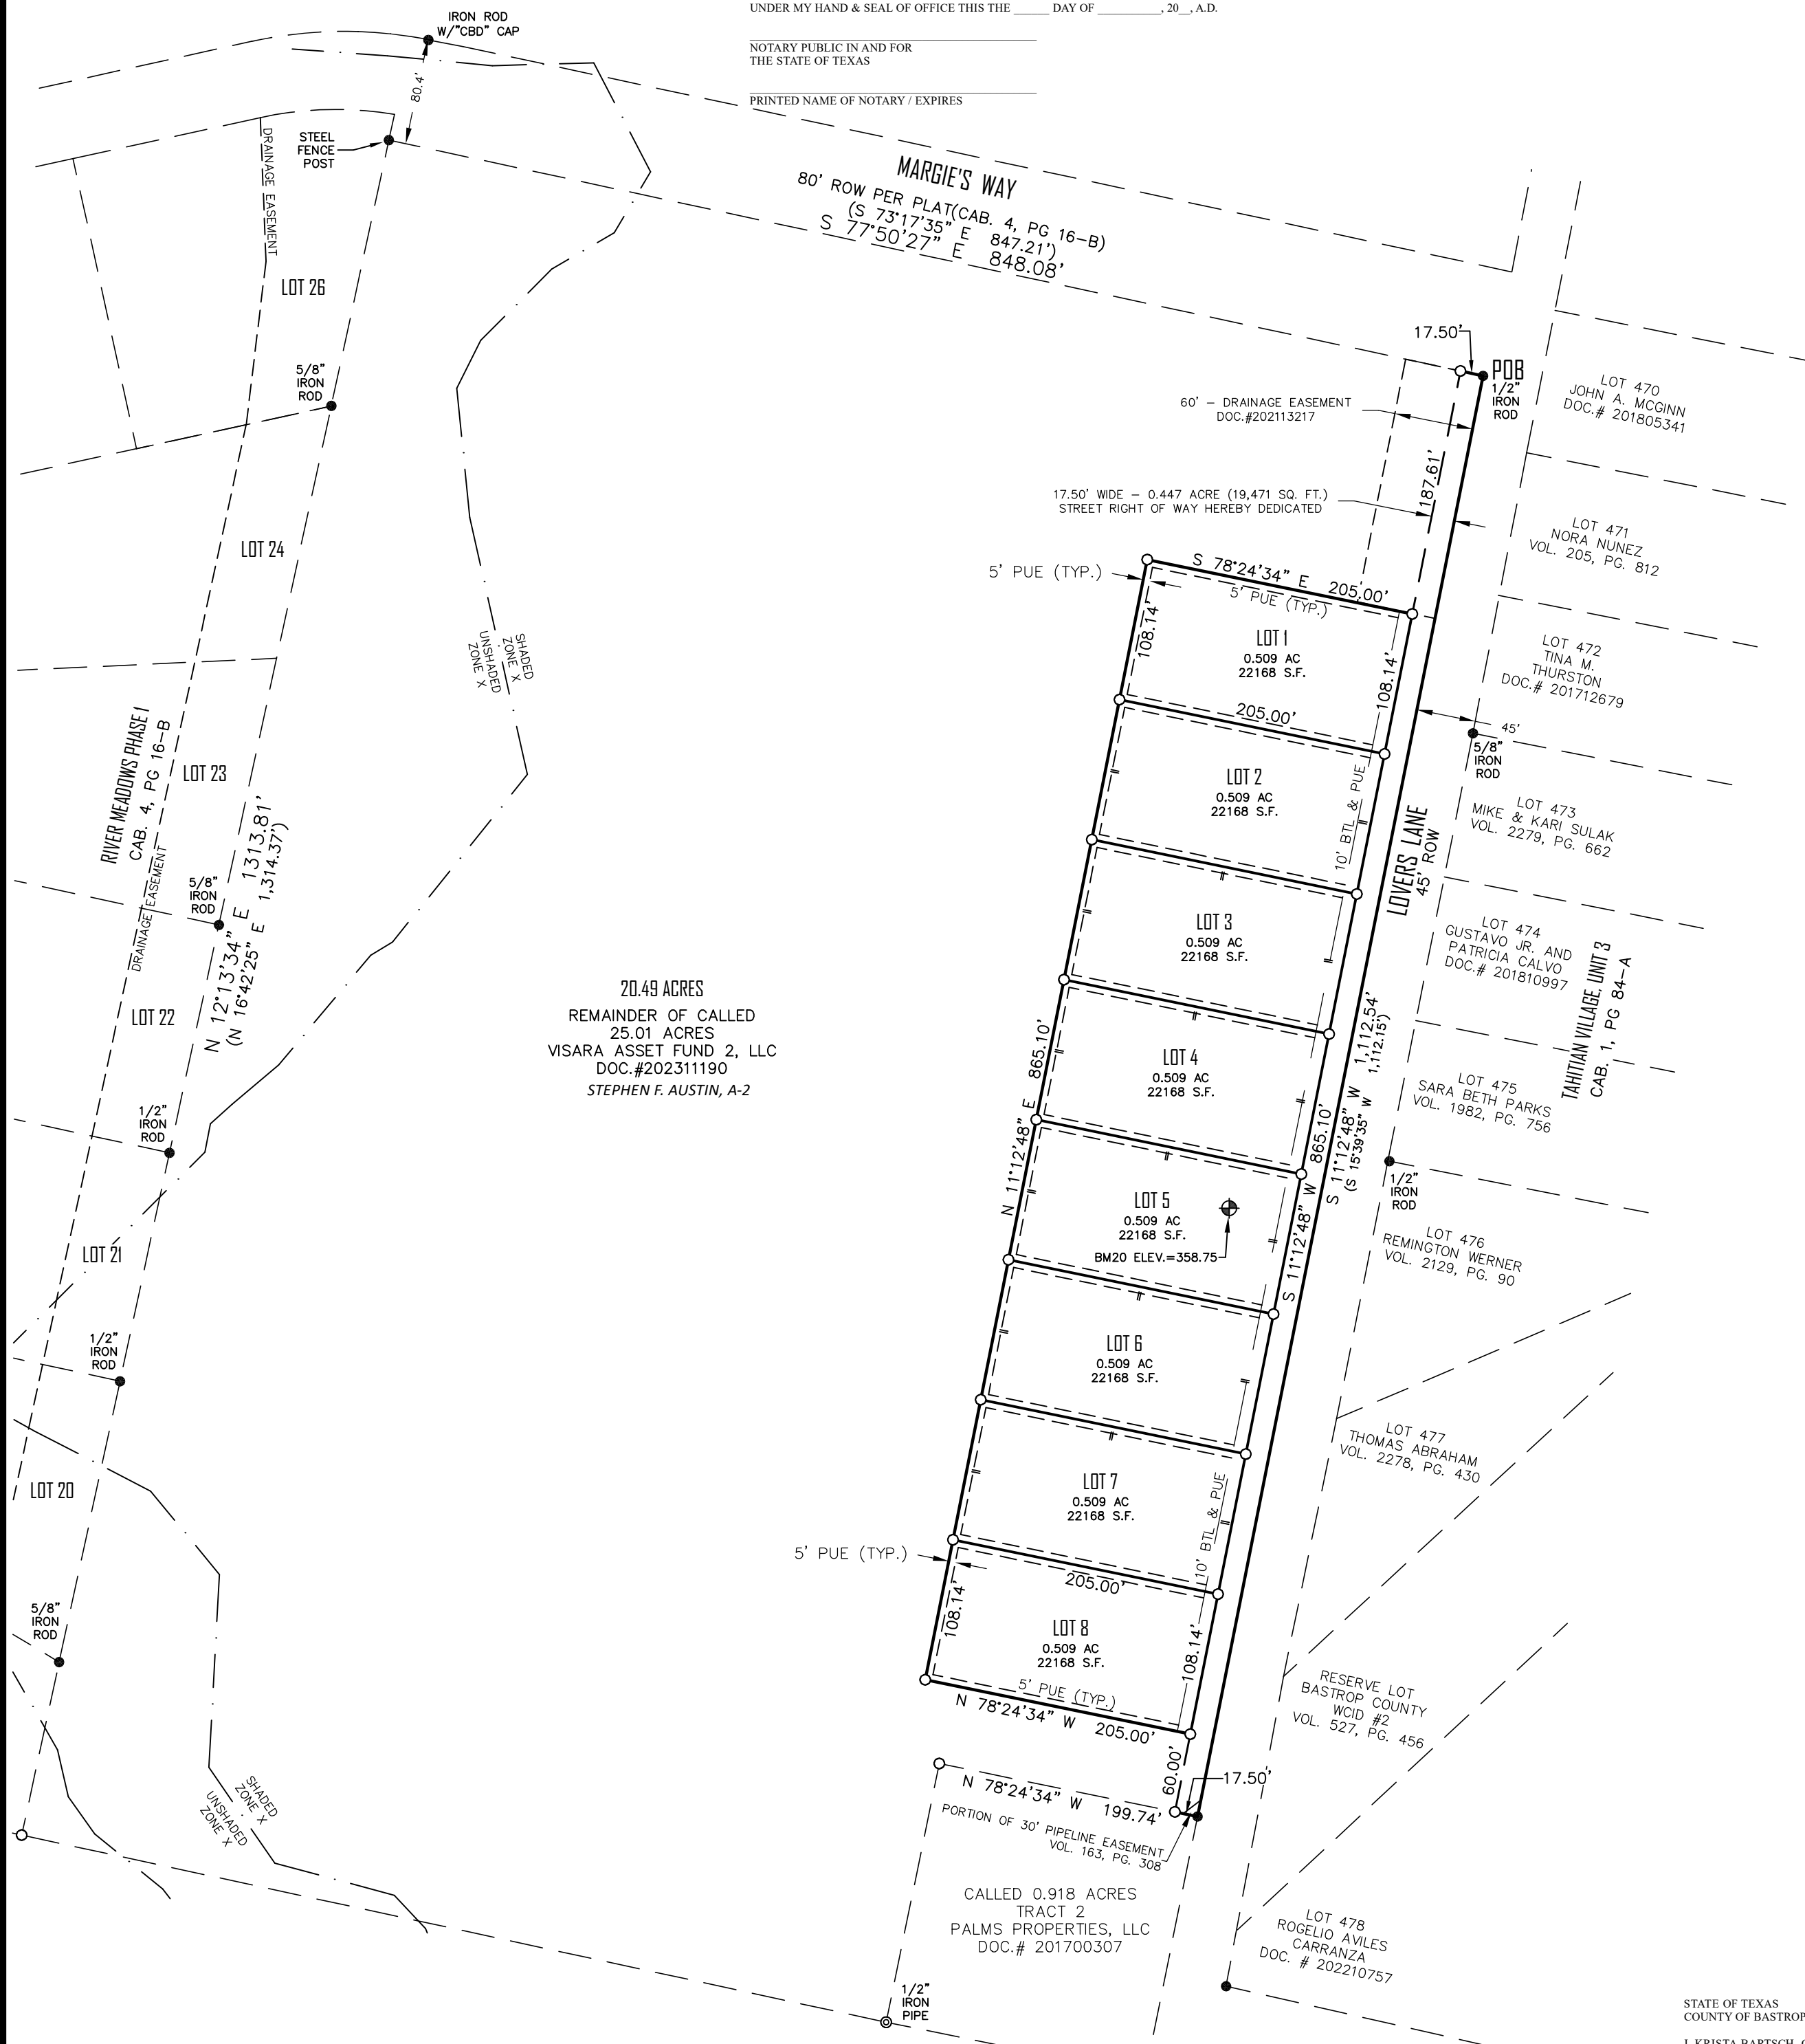 UNDER MY HAND & SEAL OF OFFICE THIS THE ______ DAY OF ___________, 20__, A.D.
NOTARY PUBLIC IN AND FOR
THE STATE OF TEXAS
PRINTED NAME OF NOTARY / EXPIRES
IRON ROD
W/"CBD" CAP
80.4'
STEEL
FENCE
POST
DRAINAGE EASEMENT
MARGIE'S WAY
80' ROW PER PLAT(CAB. 4, PG 16-B)
(S 73°17'35" E 847.21')
S 77°50'27" E 848.08'
LOT 26
5/8"
IRON
ROD
LOT 24
LOT 23
RIVER MEADOWS PHASE I
CAB. 4, PG 16-B
DRAINAGE EASEMENT
5/8"
IRON
ROD
N 12°13'34" E 1313.81'
(N 16°42'25" E 1,314.37')
LOT 22
1/2"
IRON
ROD
LOT 21
1/2"
IRON
ROD
LOT 20
5/8"
IRON
ROD
SHADED
ZONE X
UNSHADED
ZONE X
SHADED
ZONE X
UNSHADED
ZONE X
20.49 ACRES
REMAINDER OF CALLED
25.01 ACRES
VISARA ASSET FUND 2, LLC
DOC.#202311190
STEPHEN F. AUSTIN, A-2
17.50'
POB
1/2"
IRON
ROD
60' - DRAINAGE EASEMENT
DOC.#202113217
187.61'
17.50' WIDE - 0.447 ACRE (19,471 SQ. FT.)
STREET RIGHT OF WAY HEREBY DEDICATED
S 78°24'34" E 205.00'
5' PUE (TYP.)
5' PUE (TYP.)
108.14'
LOT 1
0.509 AC
22168 S.F.
108.14'
205.00'
LOT 2
0.509 AC
22168 S.F.
10' BTL & PUE
LOT 3
0.509 AC
22168 S.F.
LOT 4
0.509 AC
22168 S.F.
N 11°12'48" E 865.10'
LOT 5
0.509 AC
22168 S.F.
BM20 ELEV.=358.75
S 11°12'48" W 865.10'
S 11°12'48" W 1,112.54'
(S 15°39'35" W 1,112.15')
LOT 6
0.509 AC
22168 S.F.
LOT 7
0.509 AC
22168 S.F.
10' BTL & PUE
5' PUE (TYP.)
205.00'
108.14'
LOT 8
0.509 AC
22168 S.F.
108.14'
5' PUE (TYP.)
N 78°24'34" W 205.00'
60.00'
17.50'
N 78°24'34" W 199.74'
PORTION OF 30' PIPELINE EASEMENT
VOL. 163, PG. 308
CALLED 0.918 ACRES
TRACT 2
PALMS PROPERTIES, LLC
DOC.# 201700307
1/2"
IRON
PIPE
LOVERS LANE
45' ROW
45'
5/8"
IRON
ROD
1/2"
IRON
ROD
LOT 470
JOHN A. MCGINN
DOC.# 201805341
LOT 471
NORA NUNEZ
VOL. 205, PG. 812
LOT 472
TINA M.
THURSTON
DOC.# 201712679
LOT 473
MIKE & KARI SULAK
VOL. 2279, PG. 662
LOT 474
GUSTAVO JR. AND
PATRICIA CALVO
DOC.# 201810997
TAHITIAN VILLAGE, UNIT 3
CAB. 1, PG 84-A
LOT 475
SARA BETH PARKS
VOL. 1982, PG. 756
LOT 476
REMINGTON WERNER
VOL. 2129, PG. 90
LOT 477
THOMAS ABRAHAM
VOL. 2278, PG. 430
RESERVE LOT
BASTROP COUNTY
WCID #2
VOL. 527, PG. 456
LOT 478
ROGELIO AVILES
CARRANZA
DOC. # 202210757
STATE OF TEXAS
COUNTY OF BASTROP